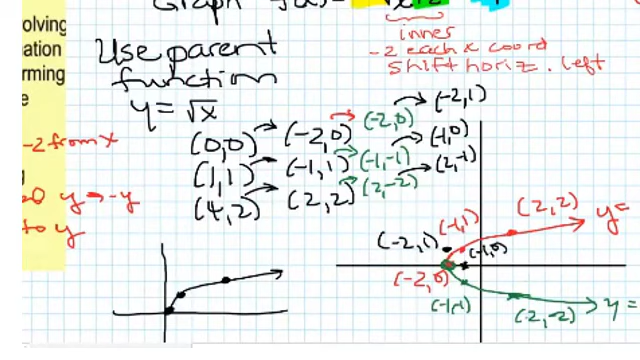 olving
ation
rming
e
inner
-2 each x coord
shift horiz. left
Use parent
function
y = √x
-2 from x
y → -y
to y
(0,0) (-2,0) (-2,0) (-2,1)
(1,1) (-1,1) (-1,-1) (-1,0)
(4,2) (2,2) (2,-2) (2,-1)
(-1,1) (2,2) y=
(-2,1) (-1,0)
(-2,0)
(-1,-1) (2,-2) y=